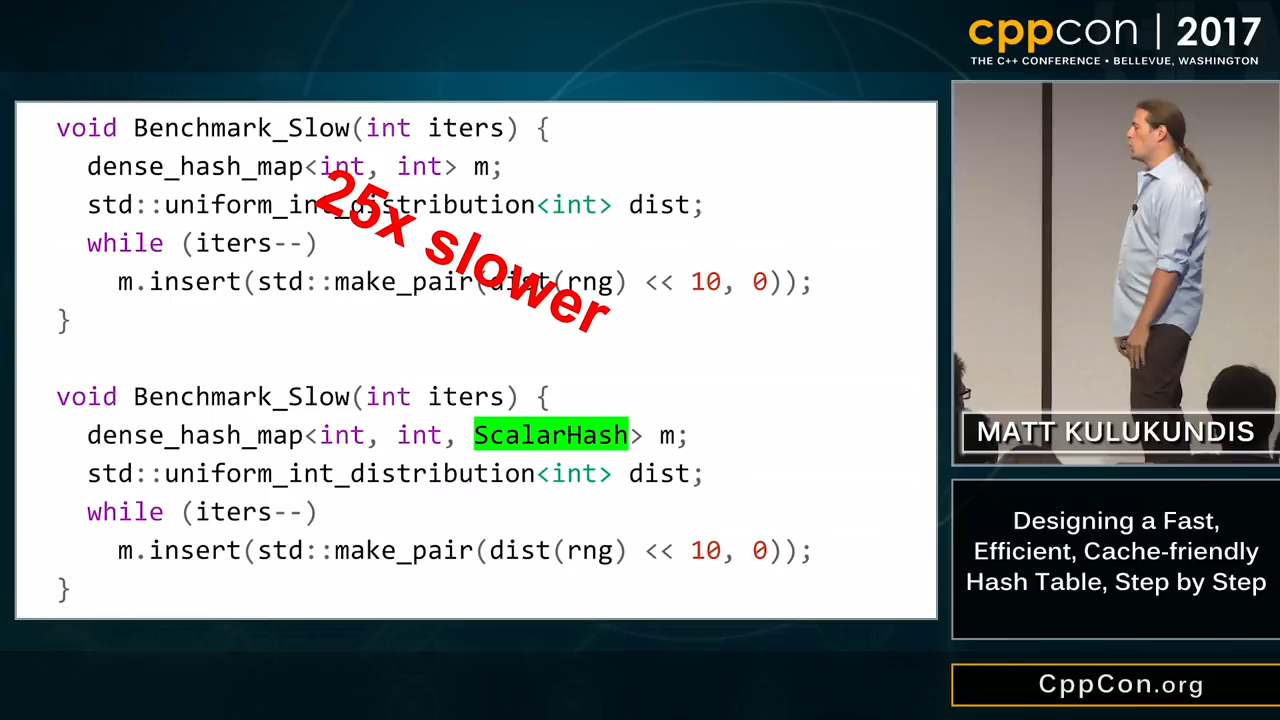 cppcon | 2017
THE C++ CONFERENCE • BELLEVUE, WASHINGTON
void Benchmark_Slow(int iters) {
  dense_hash_map<int, int> m;
  std::uniform_int_distribution<int> dist;
  while (iters--)
    m.insert(std::make_pair(dist(rng) << 10, 0));
}
25x slower
void Benchmark_Slow(int iters) {
  dense_hash_map<int, int, ScalarHash> m;
  std::uniform_int_distribution<int> dist;
  while (iters--)
    m.insert(std::make_pair(dist(rng) << 10, 0));
}
MATT KULUKUNDIS
Designing a Fast,
Efficient, Cache-friendly
Hash Table, Step by Step
CppCon.org